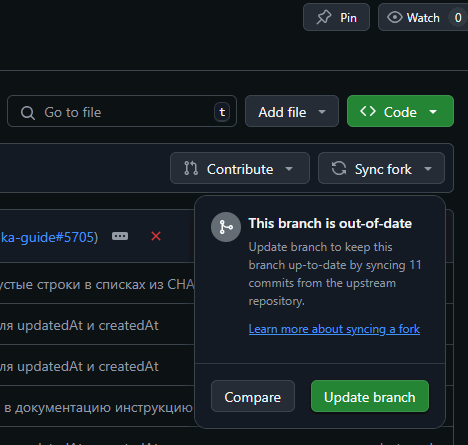 Pin
Watch 0
Go to file t
Add file
Code
Contribute
Sync fork
ka-guide#5705)
This branch is out-of-date
Update branch to keep this
branch up-to-date by syncing 11
commits from the upstream
repository.
Learn more about syncing a fork
устые строки в списках из CHA
ля updatedAt и createdAt
ля updatedAt и createdAt
в документацию инструкцию
Compare
Update branch